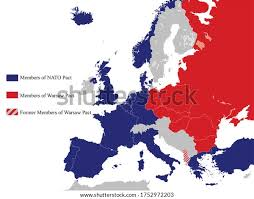 Members of NATO Pact
Members of Warsaw Pact
Former Members of Warsaw Pact
shutterstock
www.shutterstock.com · 1752972203